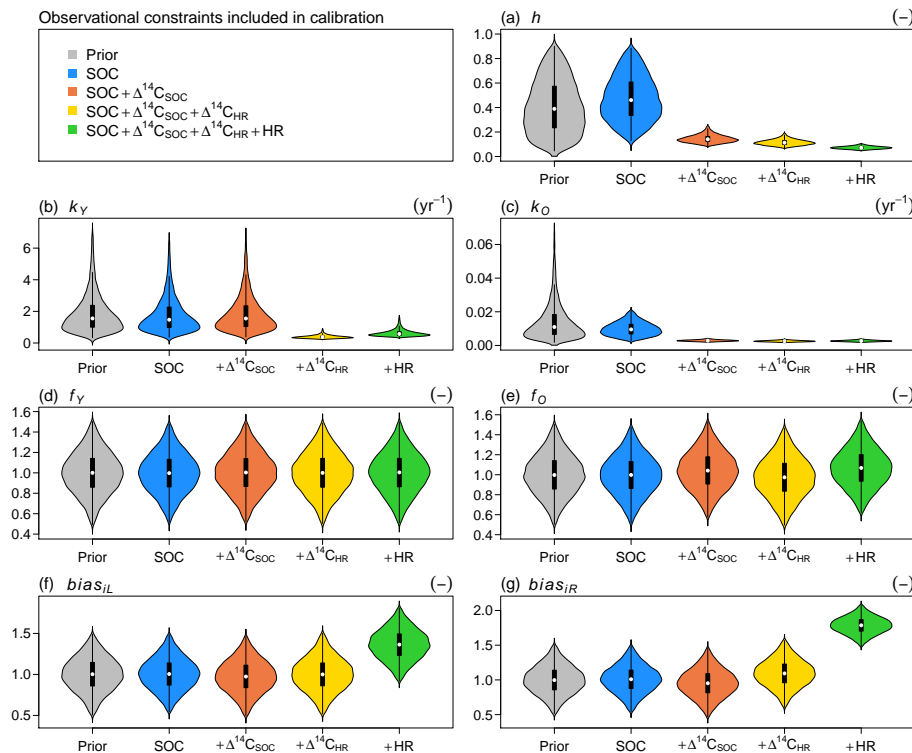 Observational constraints included in calibration
Prior
SOC
SOC + Δ¹⁴C_SOC
SOC + Δ¹⁴C_SOC + Δ¹⁴C_HR
SOC + Δ¹⁴C_SOC + Δ¹⁴C_HR + HR
(a) h (−)
1.0
0.8
0.6
0.4
0.2
0.0
Prior SOC +Δ¹⁴C_SOC +Δ¹⁴C_HR +HR
(b) k_Y (yr⁻¹)
6
4
2
0
Prior SOC +Δ¹⁴C_SOC +Δ¹⁴C_HR +HR
(c) k_O (yr⁻¹)
0.06
0.04
0.02
0.00
Prior SOC +Δ¹⁴C_SOC +Δ¹⁴C_HR +HR
(d) f_Y (−)
1.6
1.4
1.2
1.0
0.8
0.6
0.4
Prior SOC +Δ¹⁴C_SOC +Δ¹⁴C_HR +HR
(e) f_O (−)
1.6
1.4
1.2
1.0
0.8
0.6
0.4
Prior SOC +Δ¹⁴C_SOC +Δ¹⁴C_HR +HR
(f) bias_iL (−)
1.5
1.0
0.5
Prior SOC +Δ¹⁴C_SOC +Δ¹⁴C_HR +HR
(g) bias_iR (−)
2.0
1.5
1.0
0.5
Prior SOC +Δ¹⁴C_SOC +Δ¹⁴C_HR +HR